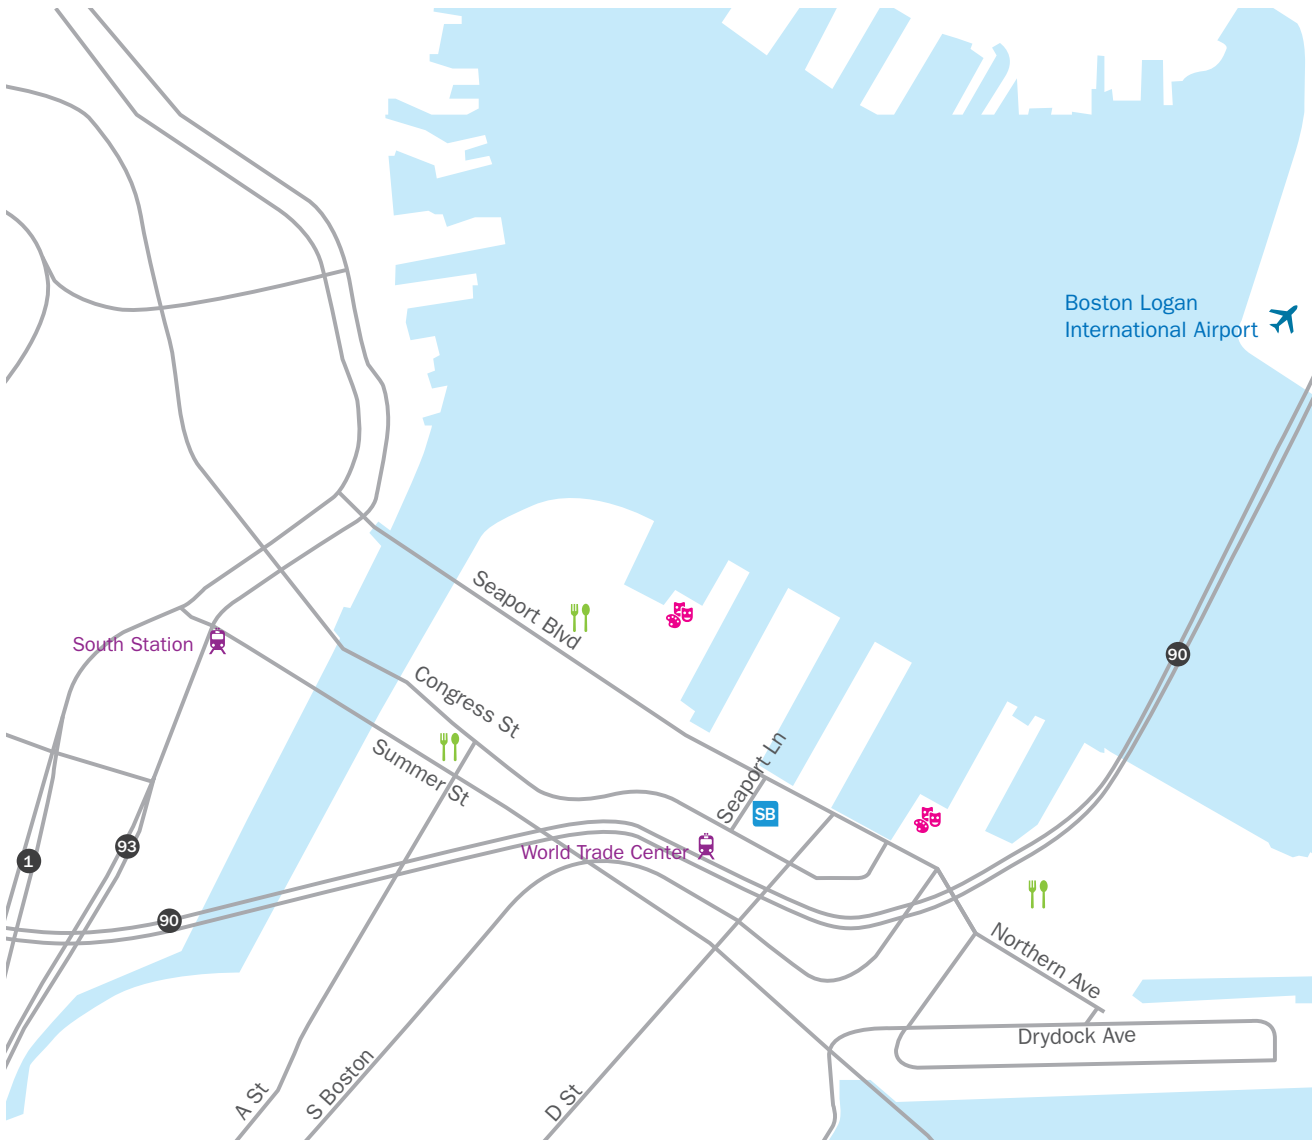 Boston Logan
International Airport
Seaport Blvd
South Station
90
Congress St
Summer St
Seaport Ln
SB
World Trade Center
93
1
90
Northern Ave
Drydock Ave
A St
S Boston
D St